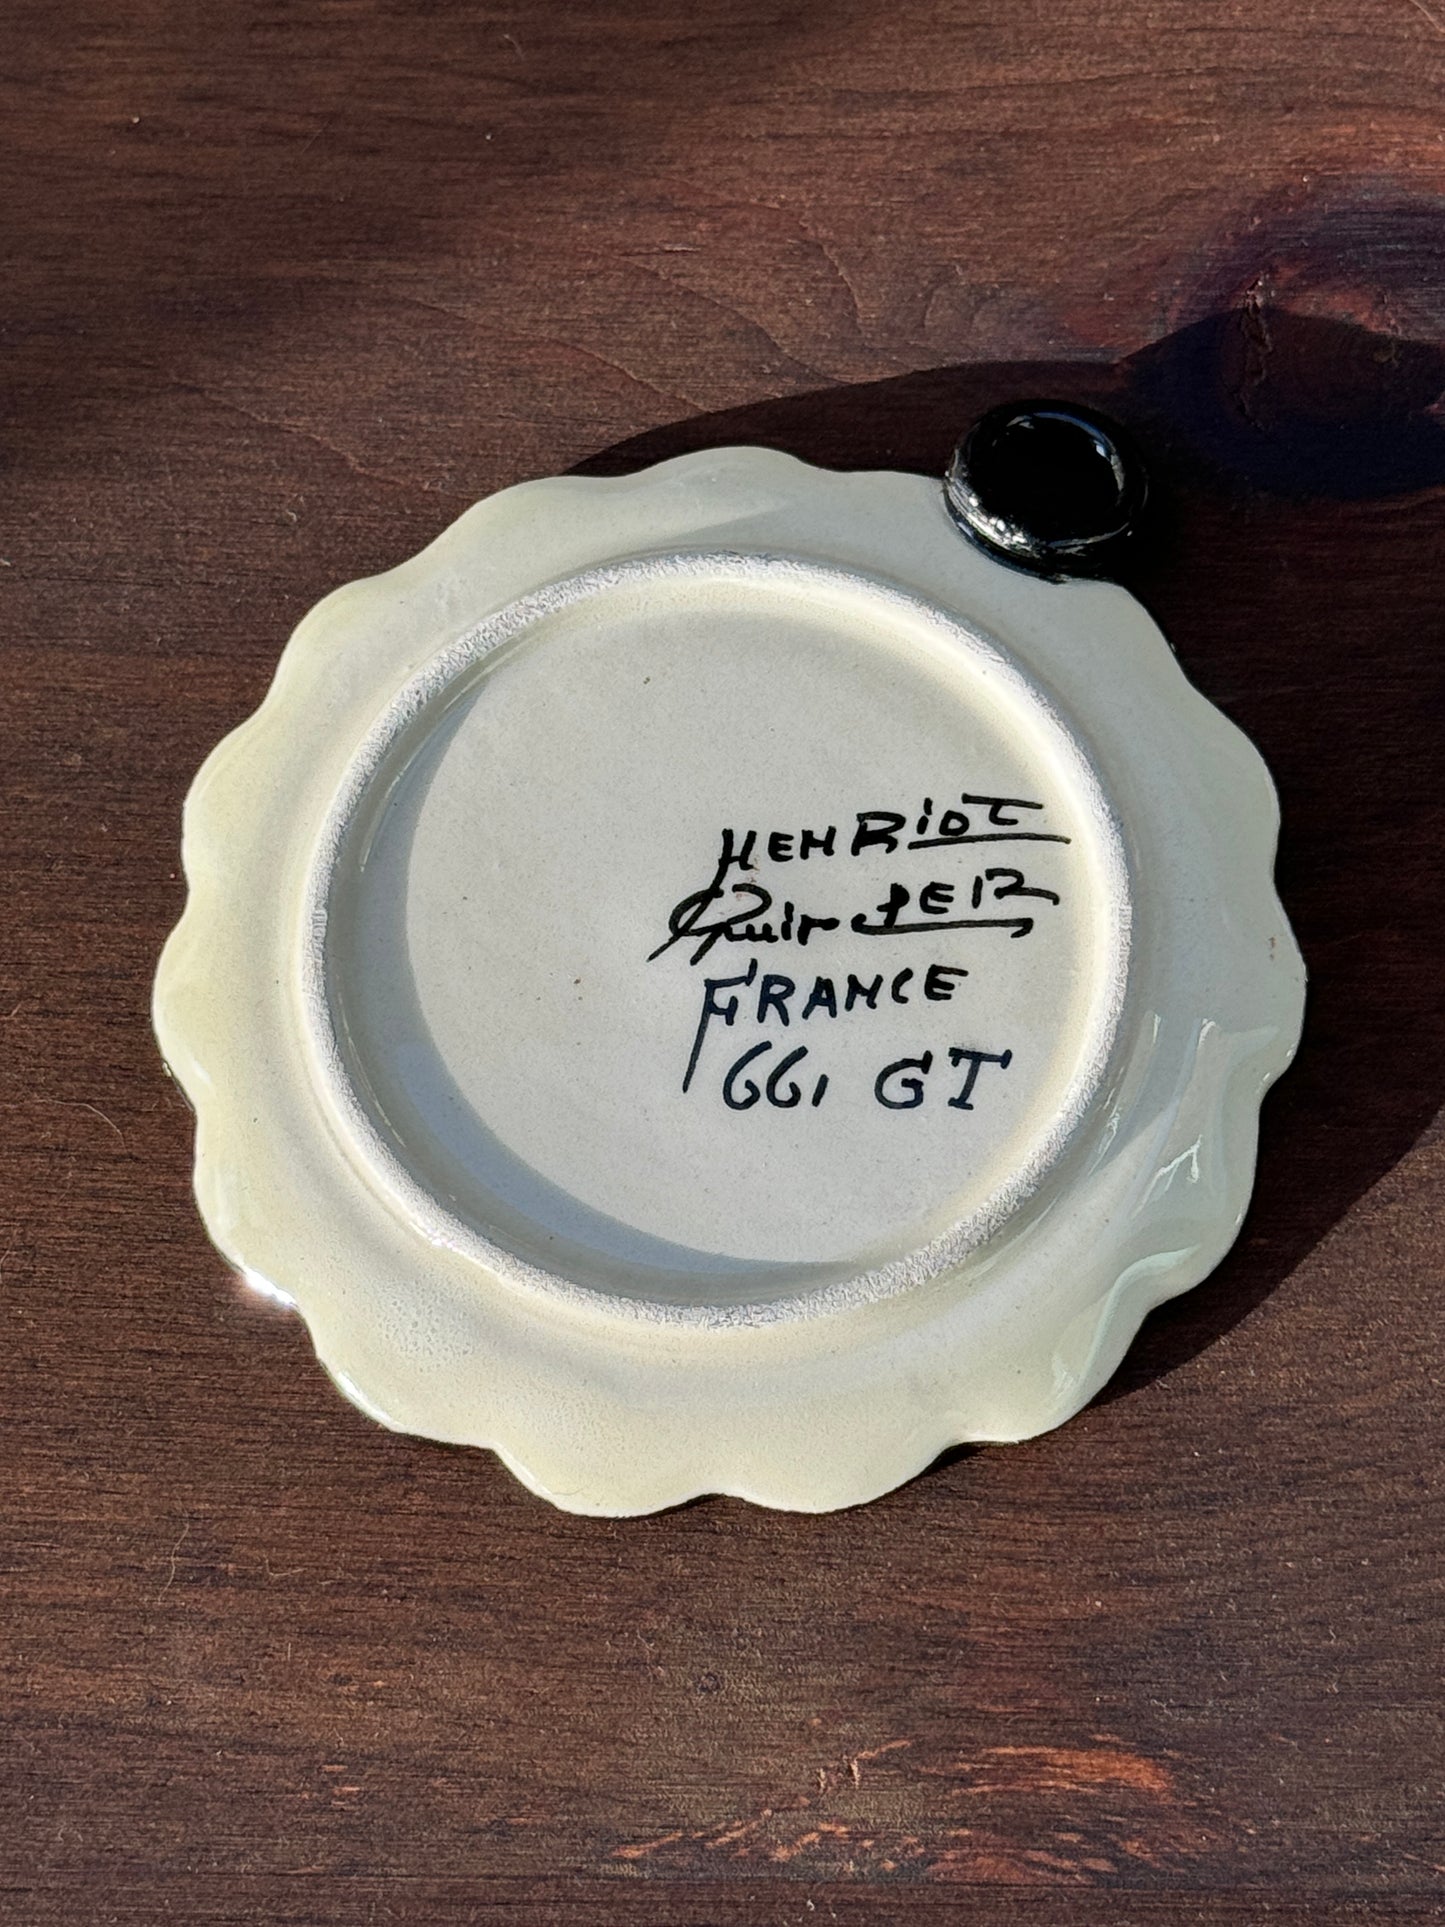 HENRiOT
QuimPER
FRANCE
661 GT